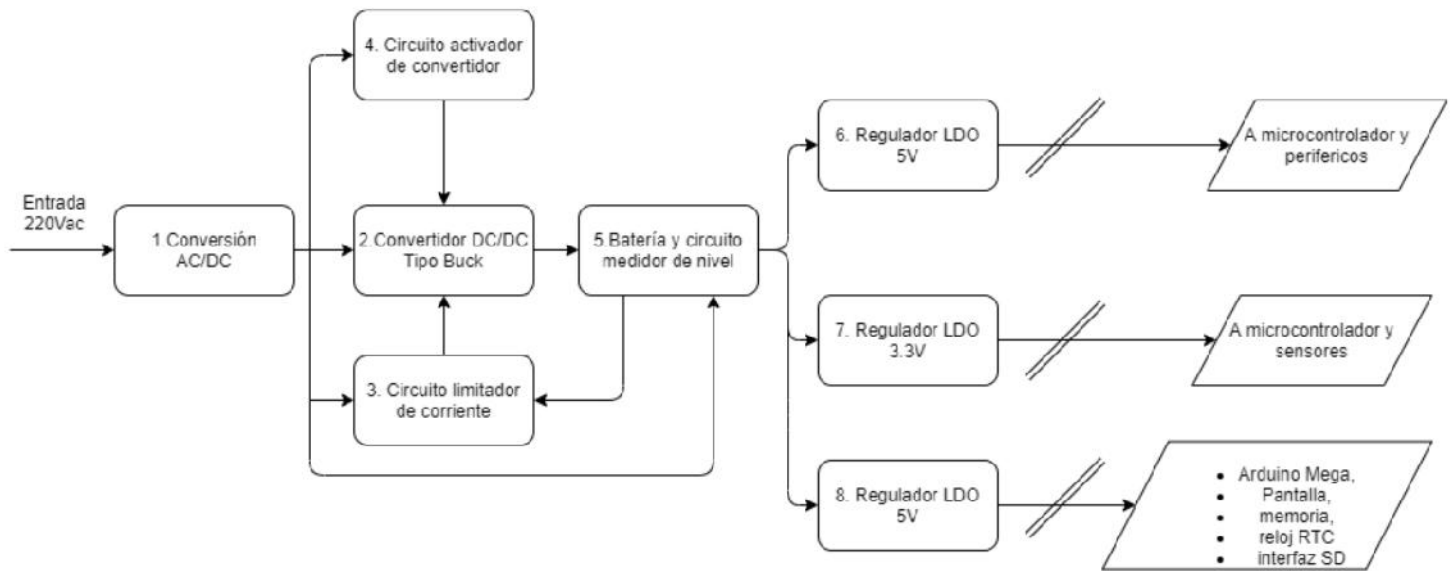 4. Circuito activador
de convertidor
6. Regulador LDO
5V
A microcontrolador y
perifericos
Entrada
220Vac
1 Conversión
AC/DC
2. Convertidor DC/DC
Tipo Buck
5 Batería y circuito
medidor de nivel
7. Regulador LDO
3.3V
A microcontrolador y
sensores
3. Circuito limitador
de corriente
8. Regulador LDO
5V
• Arduino Mega,
• Pantalla,
• memoria,
• reloj RTC
• interfaz SD